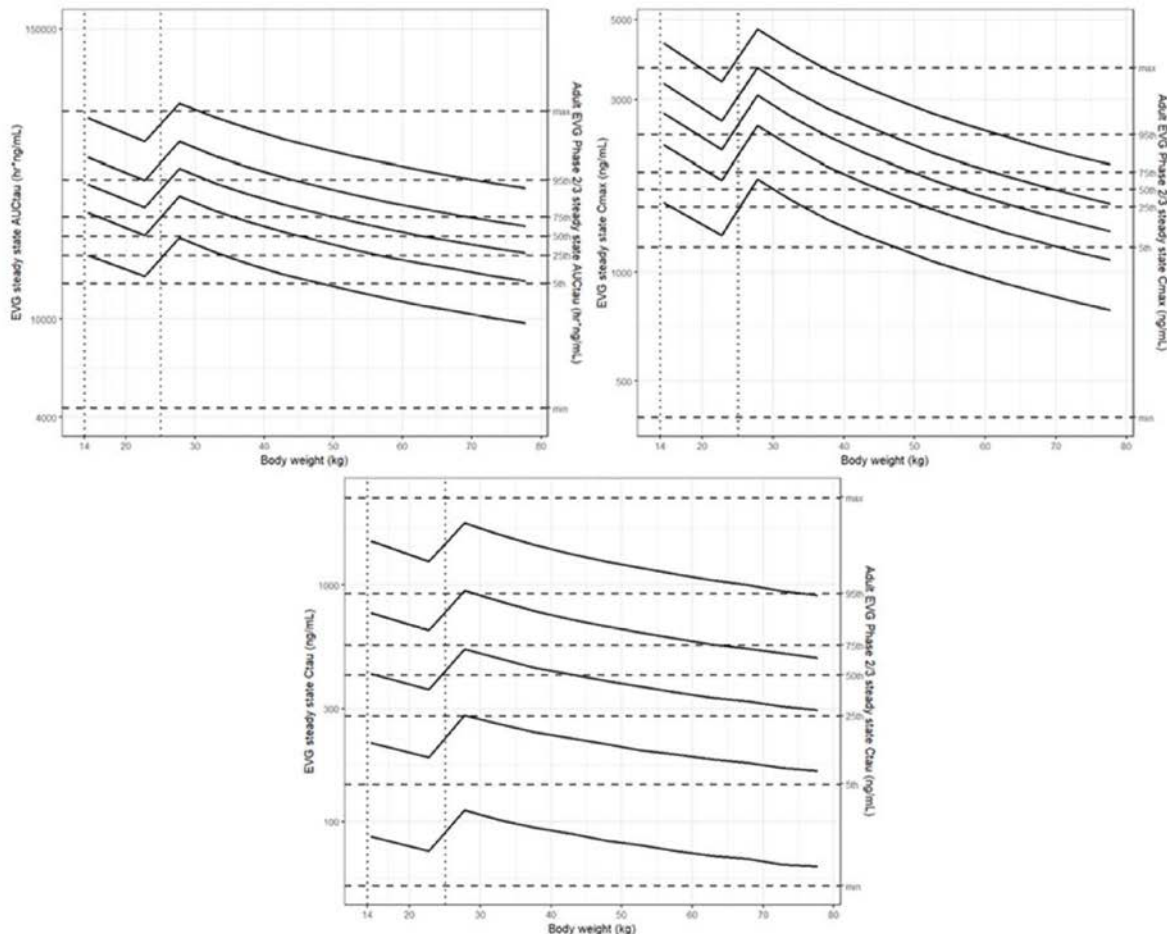 150000
10000
4000
EVG steady state AUCtau (hr*ng/mL)
max
95th
75th
50th
25th
5th
min
Adult EVG Phase 2/3 steady state AUCtau (hr*ng/mL)
14 20 30 40 50 60 70 80
Body weight (kg)
5000
3000
1000
500
EVG steady state Cmax (ng/mL)
max
95th
75th
50th
25th
5th
min
Adult EVG Phase 2/3 steady state Cmax (ng/mL)
14 20 30 40 50 60 70 80
Body weight (kg)
1000
300
100
EVG steady state Ctau (ng/mL)
max
95th
75th
50th
25th
5th
min
Adult EVG Phase 2/3 steady state Ctau (ng/mL)
14 20 30 40 50 60 70 80
Body weight (kg)